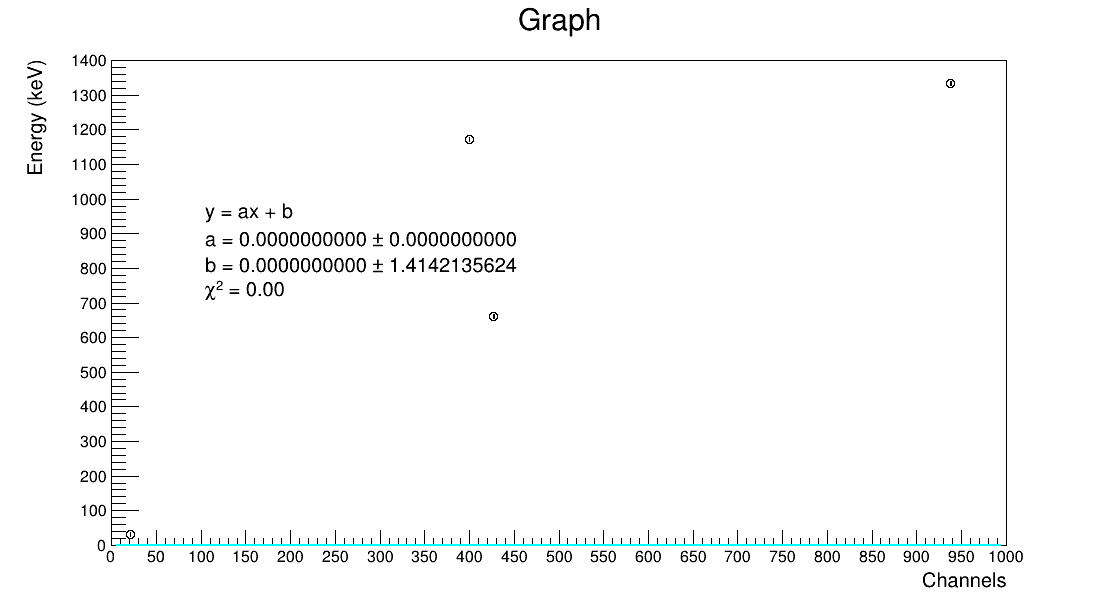 Graph
Energy (keV)
1400
1300
1200
1100
1000
900
800
700
600
500
400
300
200
100
0
y = ax + b
a = 0.0000000000 ± 0.0000000000
b = 0.0000000000 ± 1.4142135624
χ² = 0.00
0 50 100 150 200 250 300 350 400 450 500 550 600 650 700 750 800 850 900 950 1000
Channels